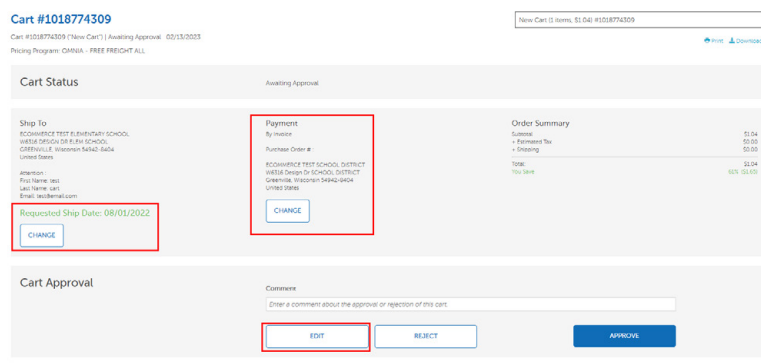 Cart #1018774309
New Cart (1 items, $1.04) #1018774309
Cart #1018774309 ("New Cart") | Awaiting Approval 02/13/2023
Print Download
Pricing Program: OMNIA - FREE FREIGHT ALL
Cart Status
Awaiting Approval
Ship To
ECOMMERCE TEST ELEMENTARY SCHOOL
W6316 DESIGN DR ELEM SCHOOL
GREENVILLE, Wisconsin 54942-8404
United States
Attention :
First Name: test
Last Name: cart
Email: test@email.com
Requested Ship Date: 08/01/2022
CHANGE
Payment
By Invoice
Purchase Order # :
ECOMMERCE TEST SCHOOL DISTRICT
W6316 Design Dr SCHOOL DISTRICT
Greenville, Wisconsin 54942-8404
United States
CHANGE
Order Summary
Subtotal $1.04
+ Estimated Tax $0.00
+ Shipping $0.00
Total $1.04
You Save 61% ($1.65)
Cart Approval
Comment
Enter a comment about the approval or rejection of this cart.
EDIT
REJECT
APPROVE